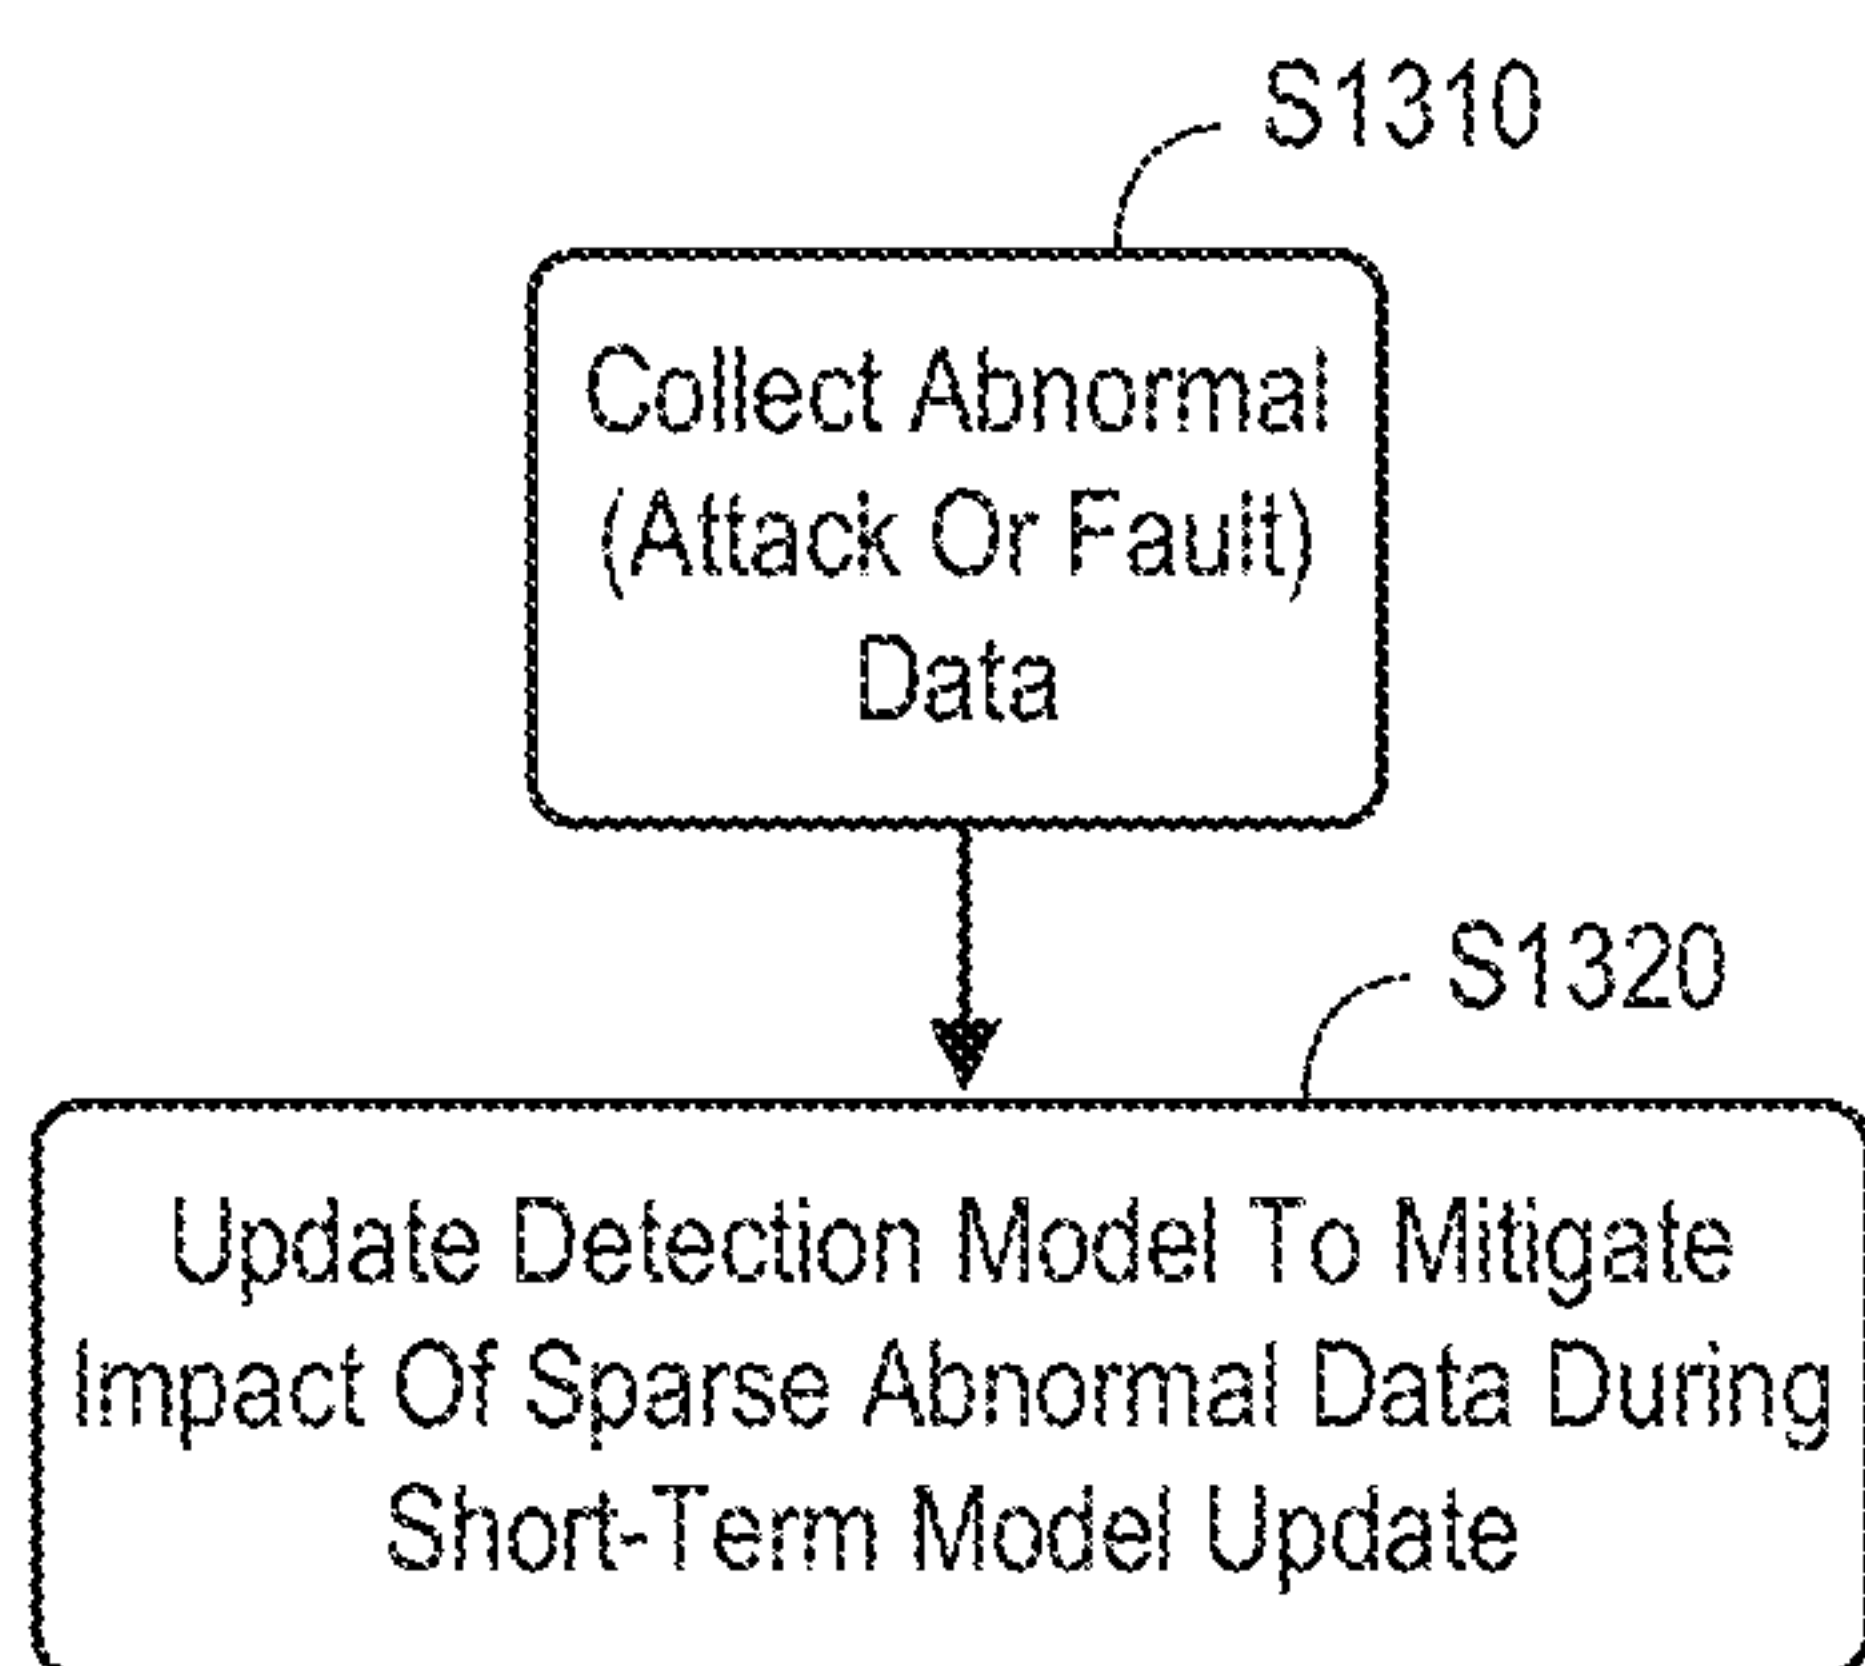 S1310
Collect Abnormal
(Attack Or Fault)
Data
S1320
Update Detection Model To Mitigate
Impact Of Sparse Abnormal Data During
Short-Term Model Update